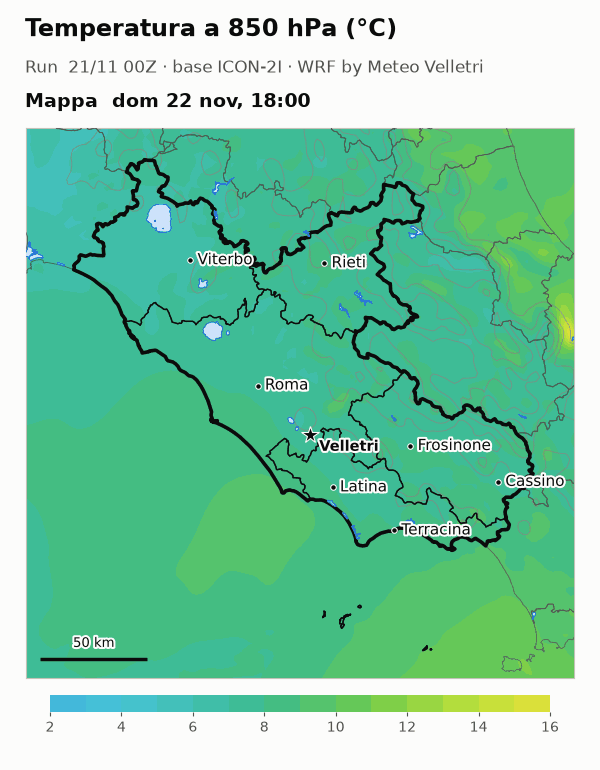 Temperatura a 850 hPa (°C)
Run  21/11 00Z · base ICON-2I · WRF by Meteo Velletri
Mappa  dom 22 nov, 18:00
Viterbo
Rieti
Roma
Velletri
Frosinone
Latina
Cassino
Terracina
50 km
2 4 6 8 10 12 14 16